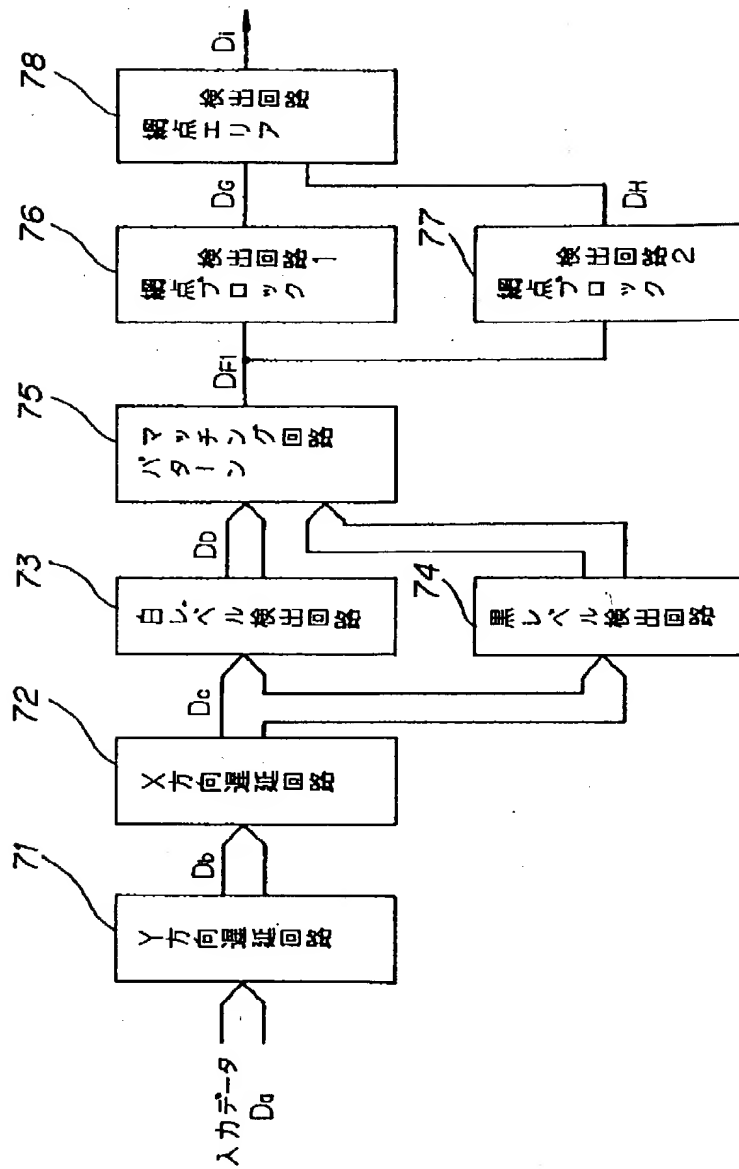 入力データ
Da
71
Y方向遅延回路
Db
72
X方向遅延回路
Dc
73
白レベル検出回路
DD
74
黒レベル検出回路
75
パターン
マッチング回路
DF1
76
網点ブロック
検出回路1
DG
77
網点ブロック
検出回路2
DH
78
網点エリア
検出回路
Di